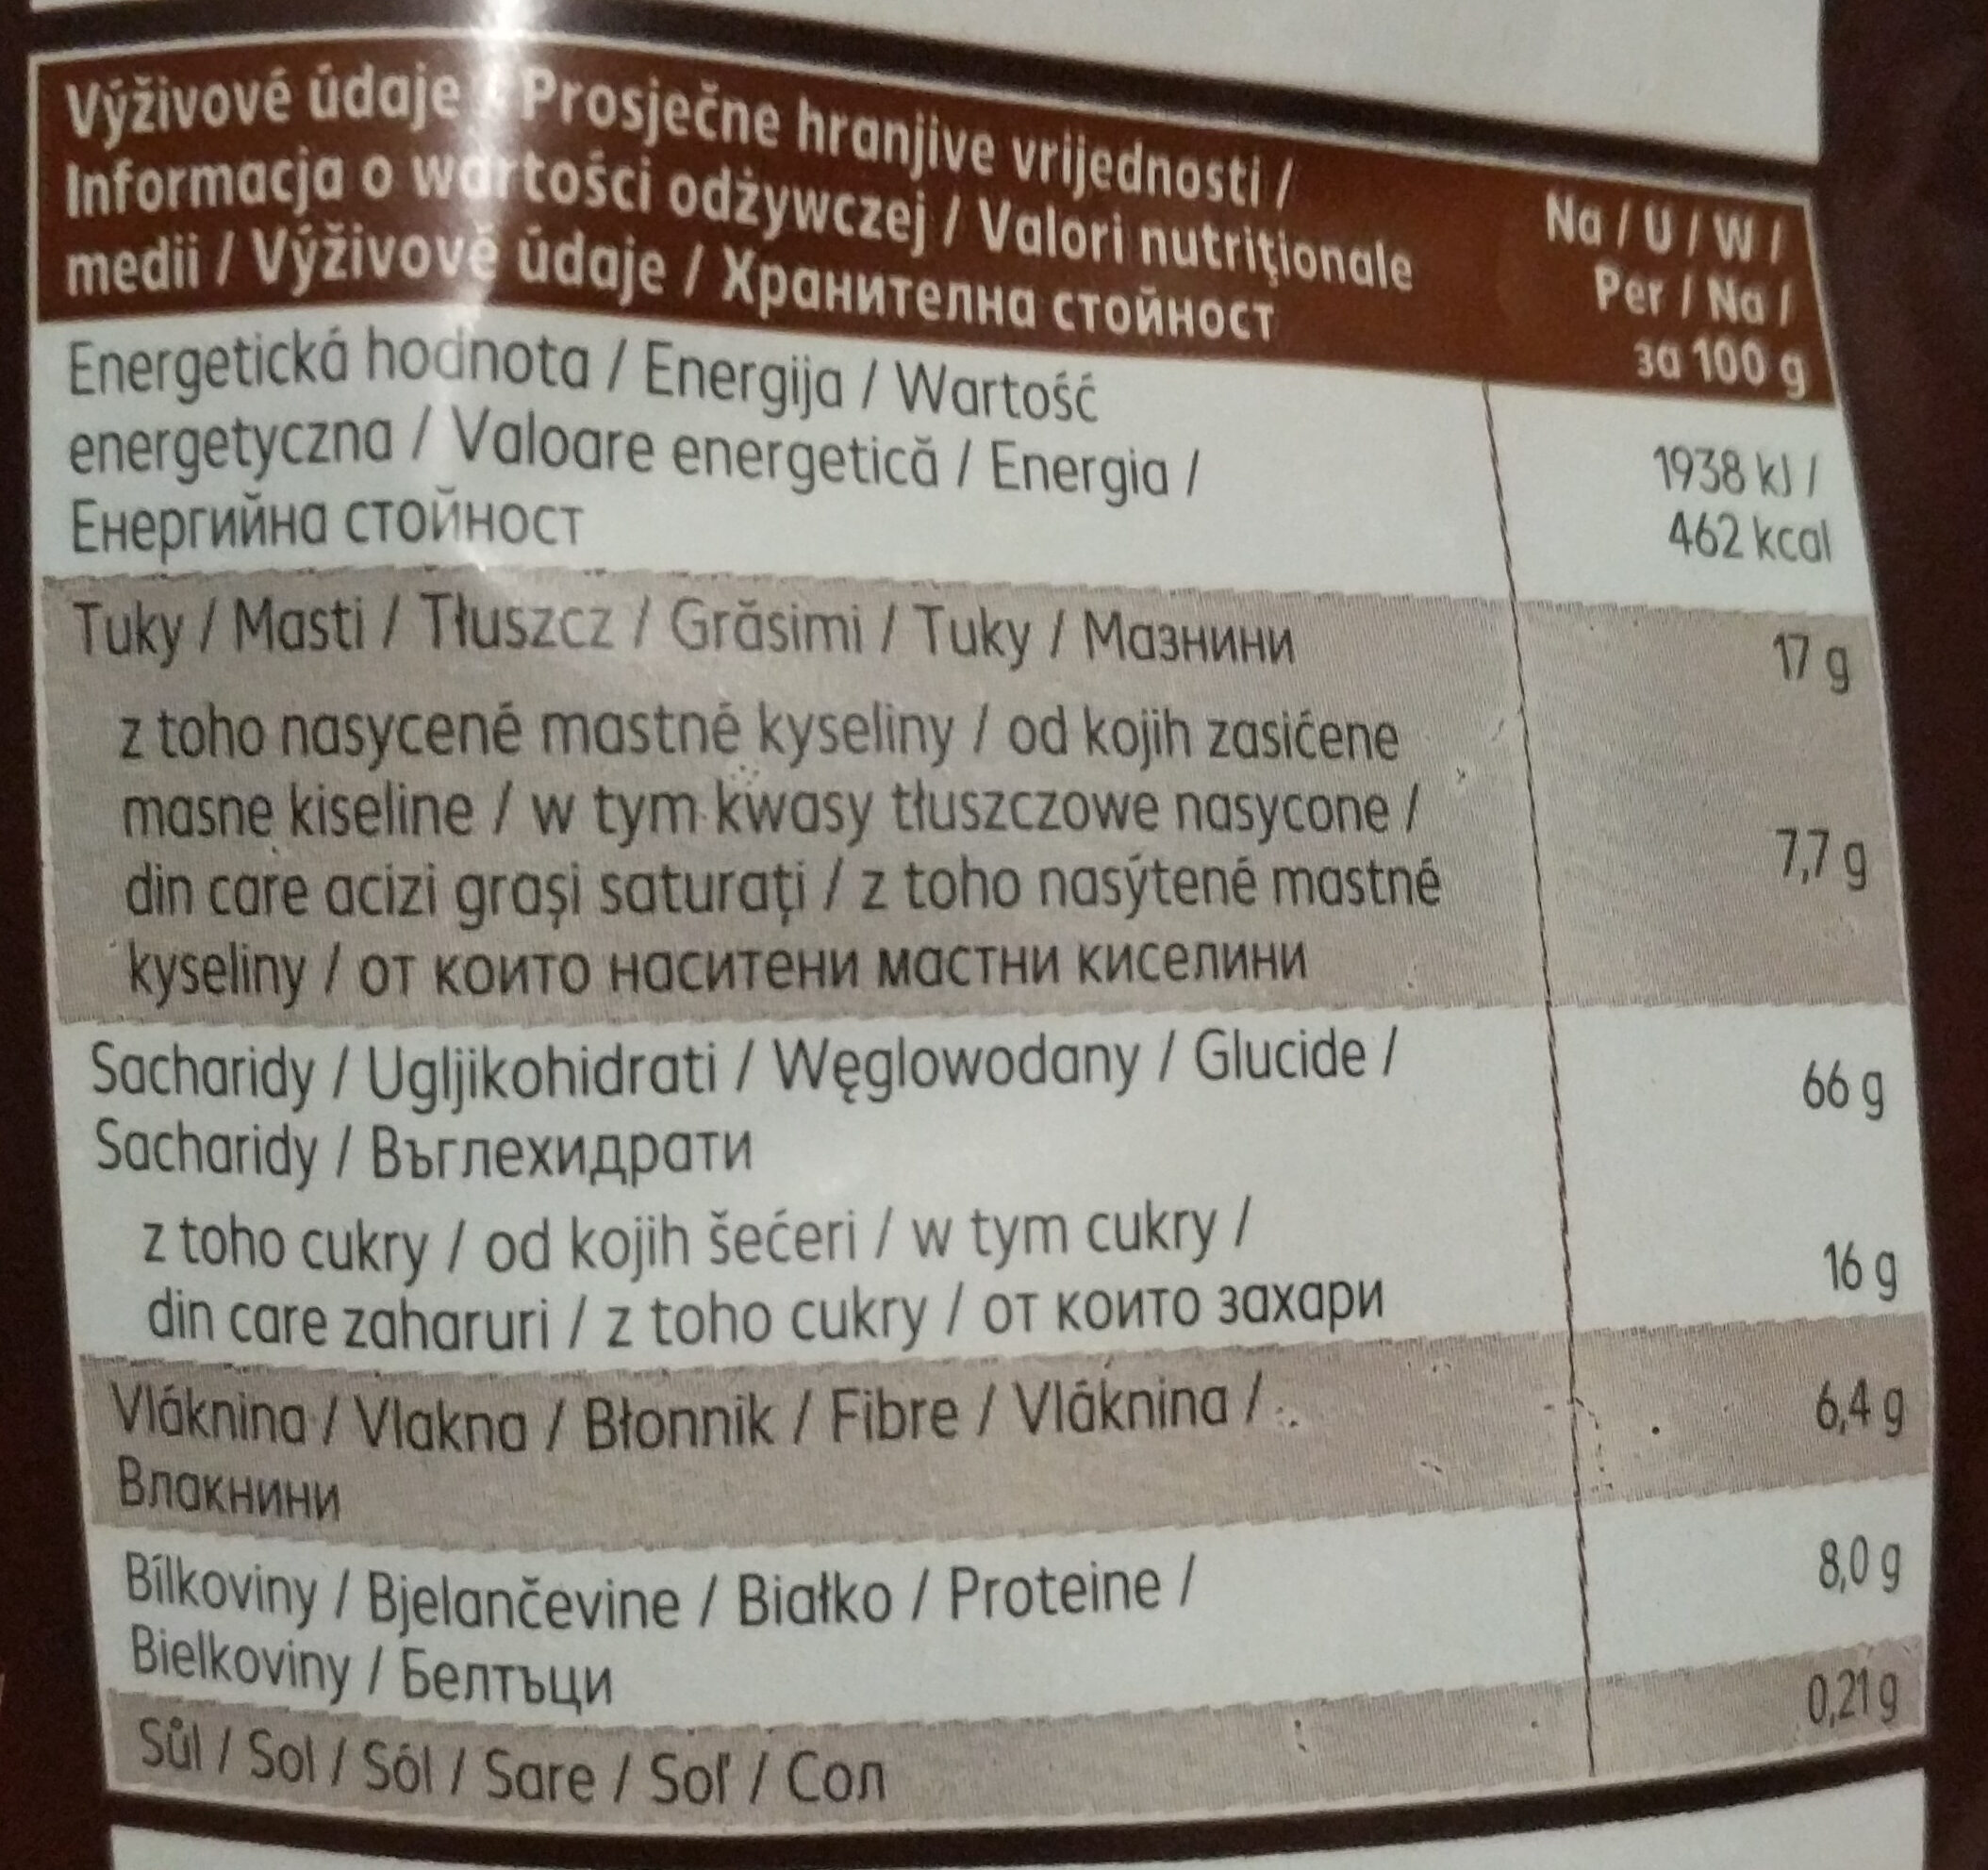 Výživové údaje / Prosječne hranjive vrijednosti /
Informacja o wartości odżywczej / Valori nutriționale
medii / Výživové údaje / Хранителна стойност
Na / U / W /
Per / Na /
за 100 g
Energetická hodnota / Energija / Wartość
energetyczna / Valoare energetică / Energia /
Енергийна стойност
1938 kJ /
462 kcal
Tuky / Masti / Tłuszcz / Grăsimi / Tuky / Мазнини
17 g
z toho nasycené mastné kyseliny / od kojih zasićene
masne kiseline / w tym kwasy tłuszczowe nasycone /
din care acizi grași saturați / z toho nasýtené mastné
kyseliny / от които наситени мастни киселини
7,7 g
Sacharidy / Ugljikohidrati / Węglowodany / Glucide /
Sacharidy / Въглехидрати
66 g
z toho cukry / od kojih šećeri / w tym cukry /
din care zaharuri / z toho cukry / от които захари
16 g
Vláknina / Vlakna / Błonnik / Fibre / Vláknina /
Влакнини
6,4 g
Bílkoviny / Bjelančevine / Białko / Proteine /
Bielkoviny / Белтъци
8,0 g
Sůl / Sol / Sól / Sare / Soľ / Сол
0,21 g